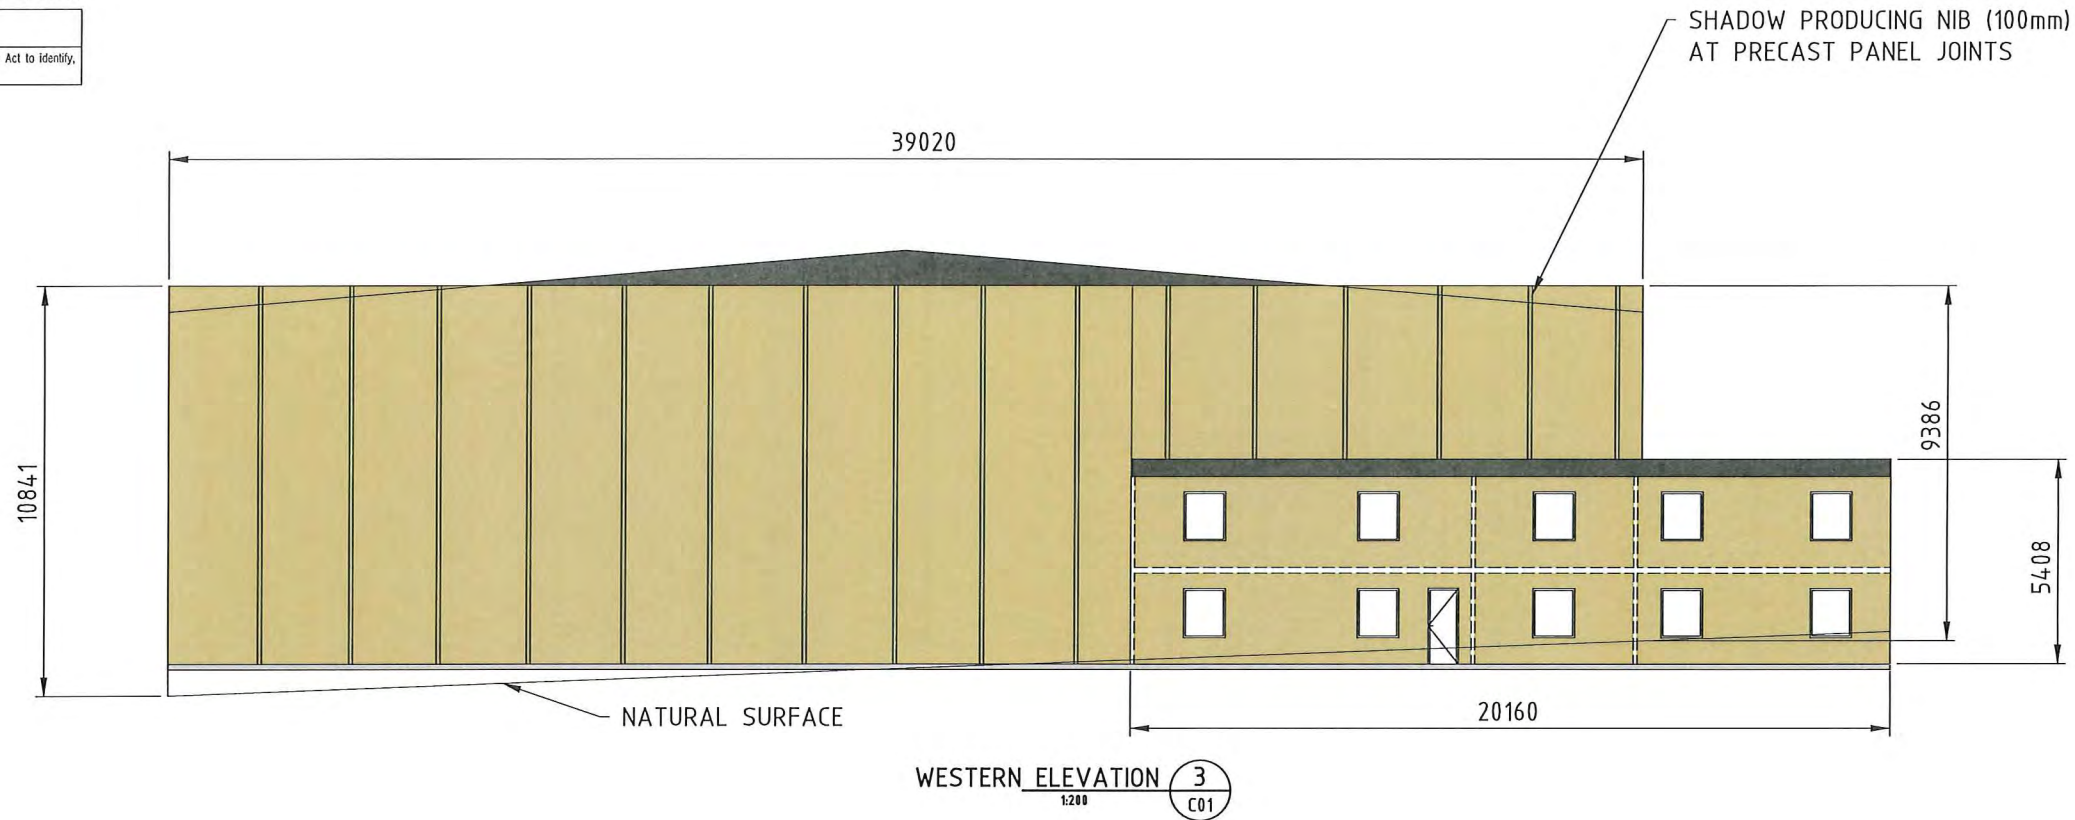 Act to identify,
SHADOW PRODUCING NIB (100mm)
AT PRECAST PANEL JOINTS
39020
10841
9386
5408
NATURAL SURFACE
20160
WESTERN ELEVATION 3
1:200
C01